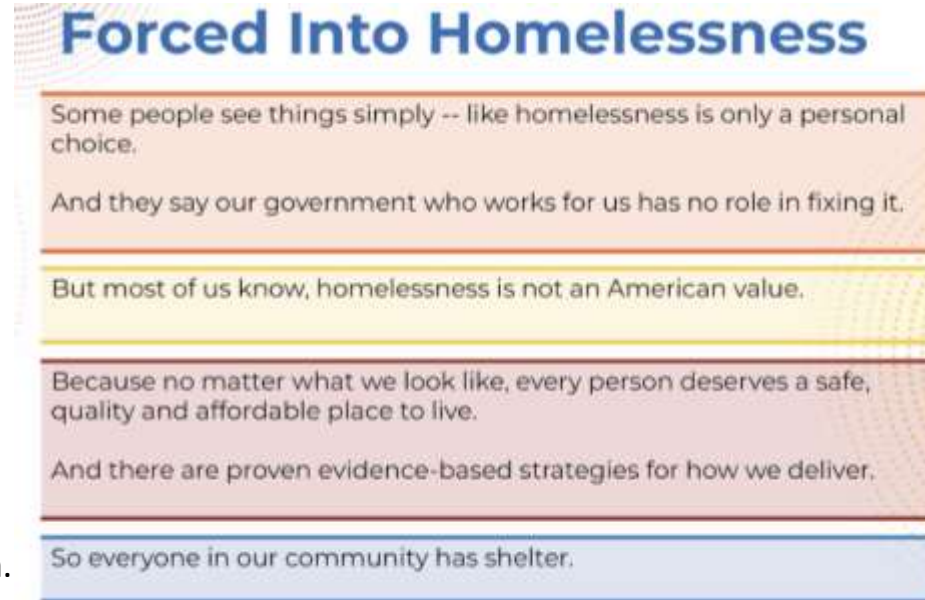 Forced Into Homelessness
Some people see things simply -- like homelessness is only a personal
choice.
And they say our government who works for us has no role in fixing it.
But most of us know, homelessness is not an American value.
Because no matter what we look like, every person deserves a safe,
quality and affordable place to live.
And there are proven evidence-based strategies for how we deliver.
So everyone in our community has shelter.